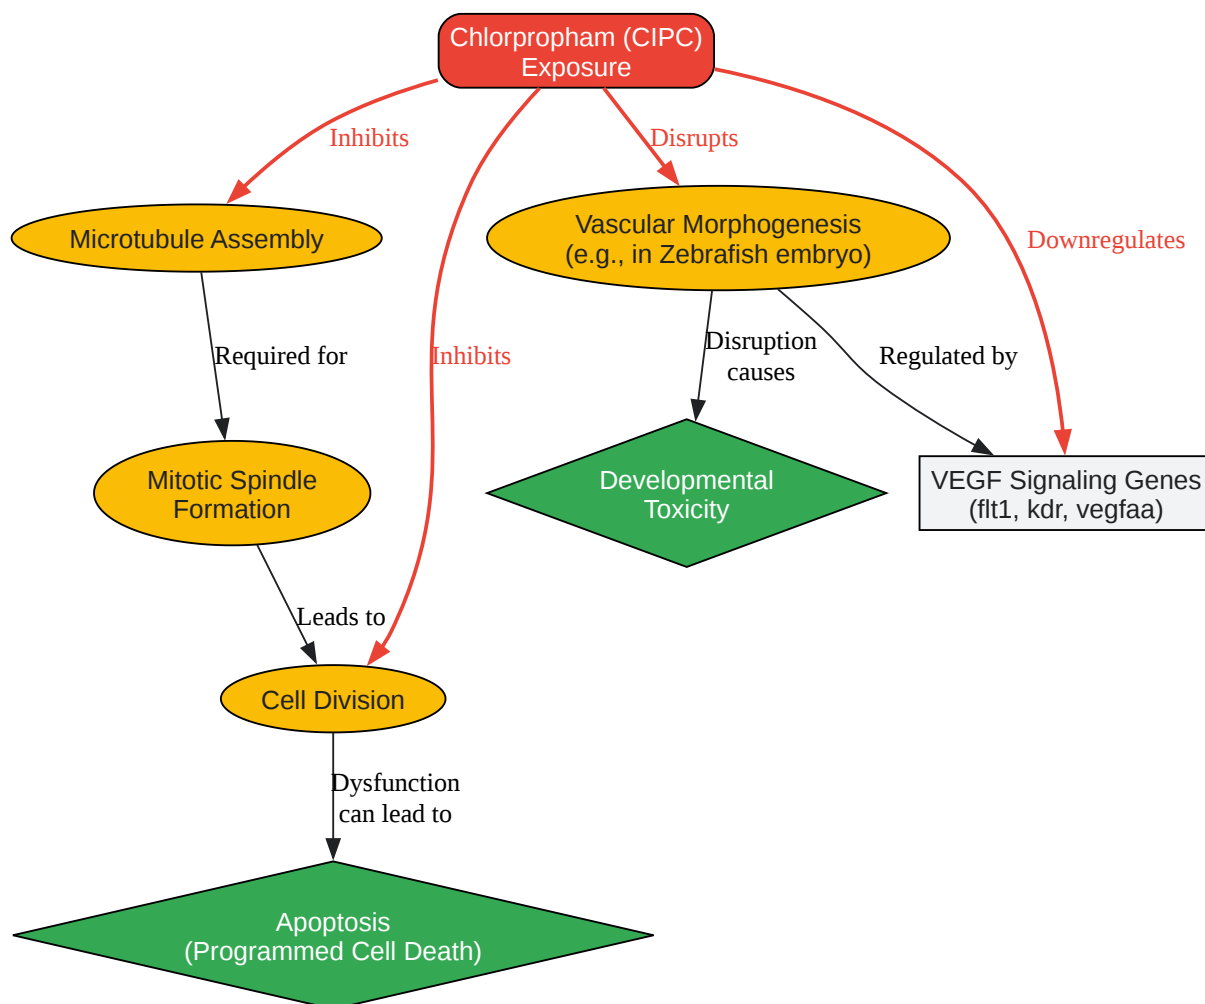 Chlorpropham (CIPC)
Exposure
Inhibits
Disrupts
Microtubule Assembly
Vascular Morphogenesis
(e.g., in Zebrafish embryo)
Downregulates
Required for
Inhibits
Disruption
causes
Regulated by
Mitotic Spindle
Formation
Developmental
Toxicity
VEGF Signaling Genes
(flt1, kdr, vegfaa)
Leads to
Cell Division
Dysfunction
can lead to
Apoptosis
(Programmed Cell Death)